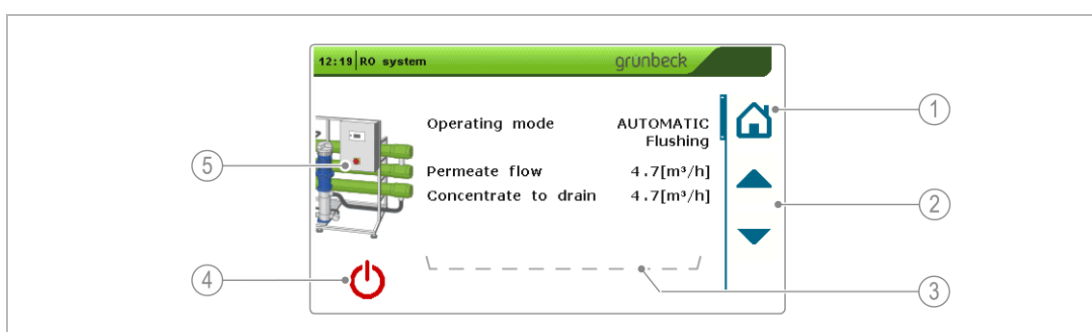 12:19 RO system grünbeck
Operating mode AUTOMATIC
Flushing
Permeate flow 4.7[m³/h]
Concentrate to drain 4.7[m³/h]
1
2
3
4
5